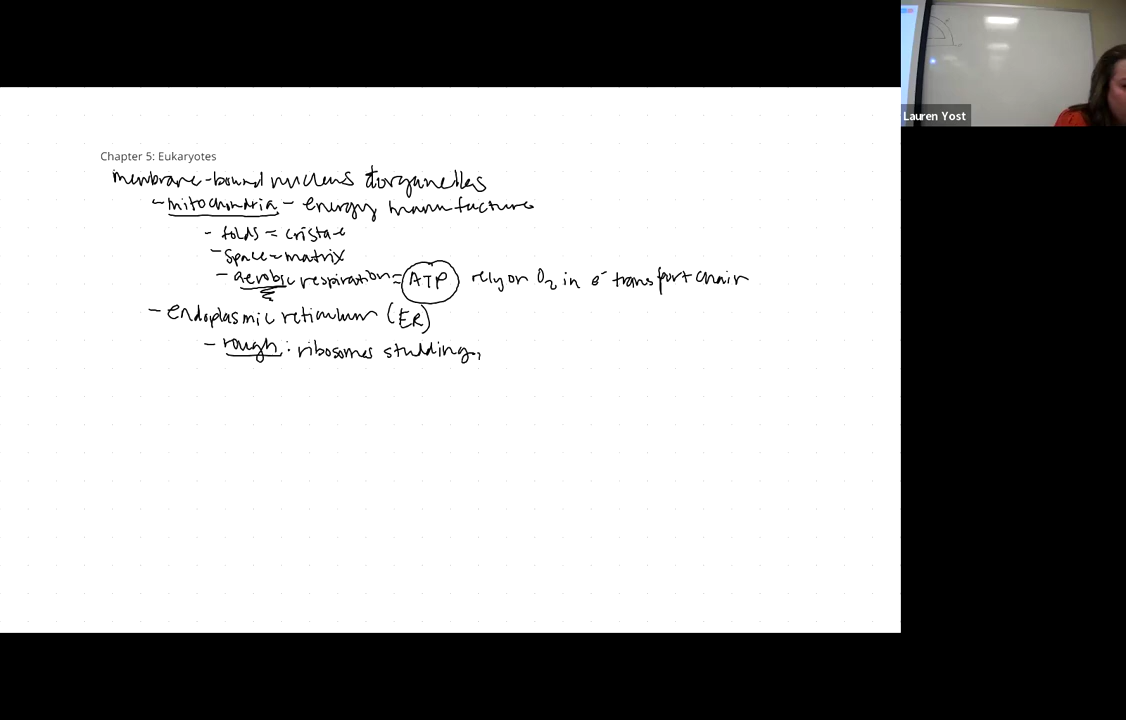 Chapter 5: Eukaryotes
membrane-bound nucleus & organelles
- mitochondria - energy manufacture
- folds = cristae
- space = matrix
- aerobic respiration = ATP rely on O2 in e- transport chain
- endoplasmic reticulum (ER)
- rough: ribosomes studding,
Lauren Yost